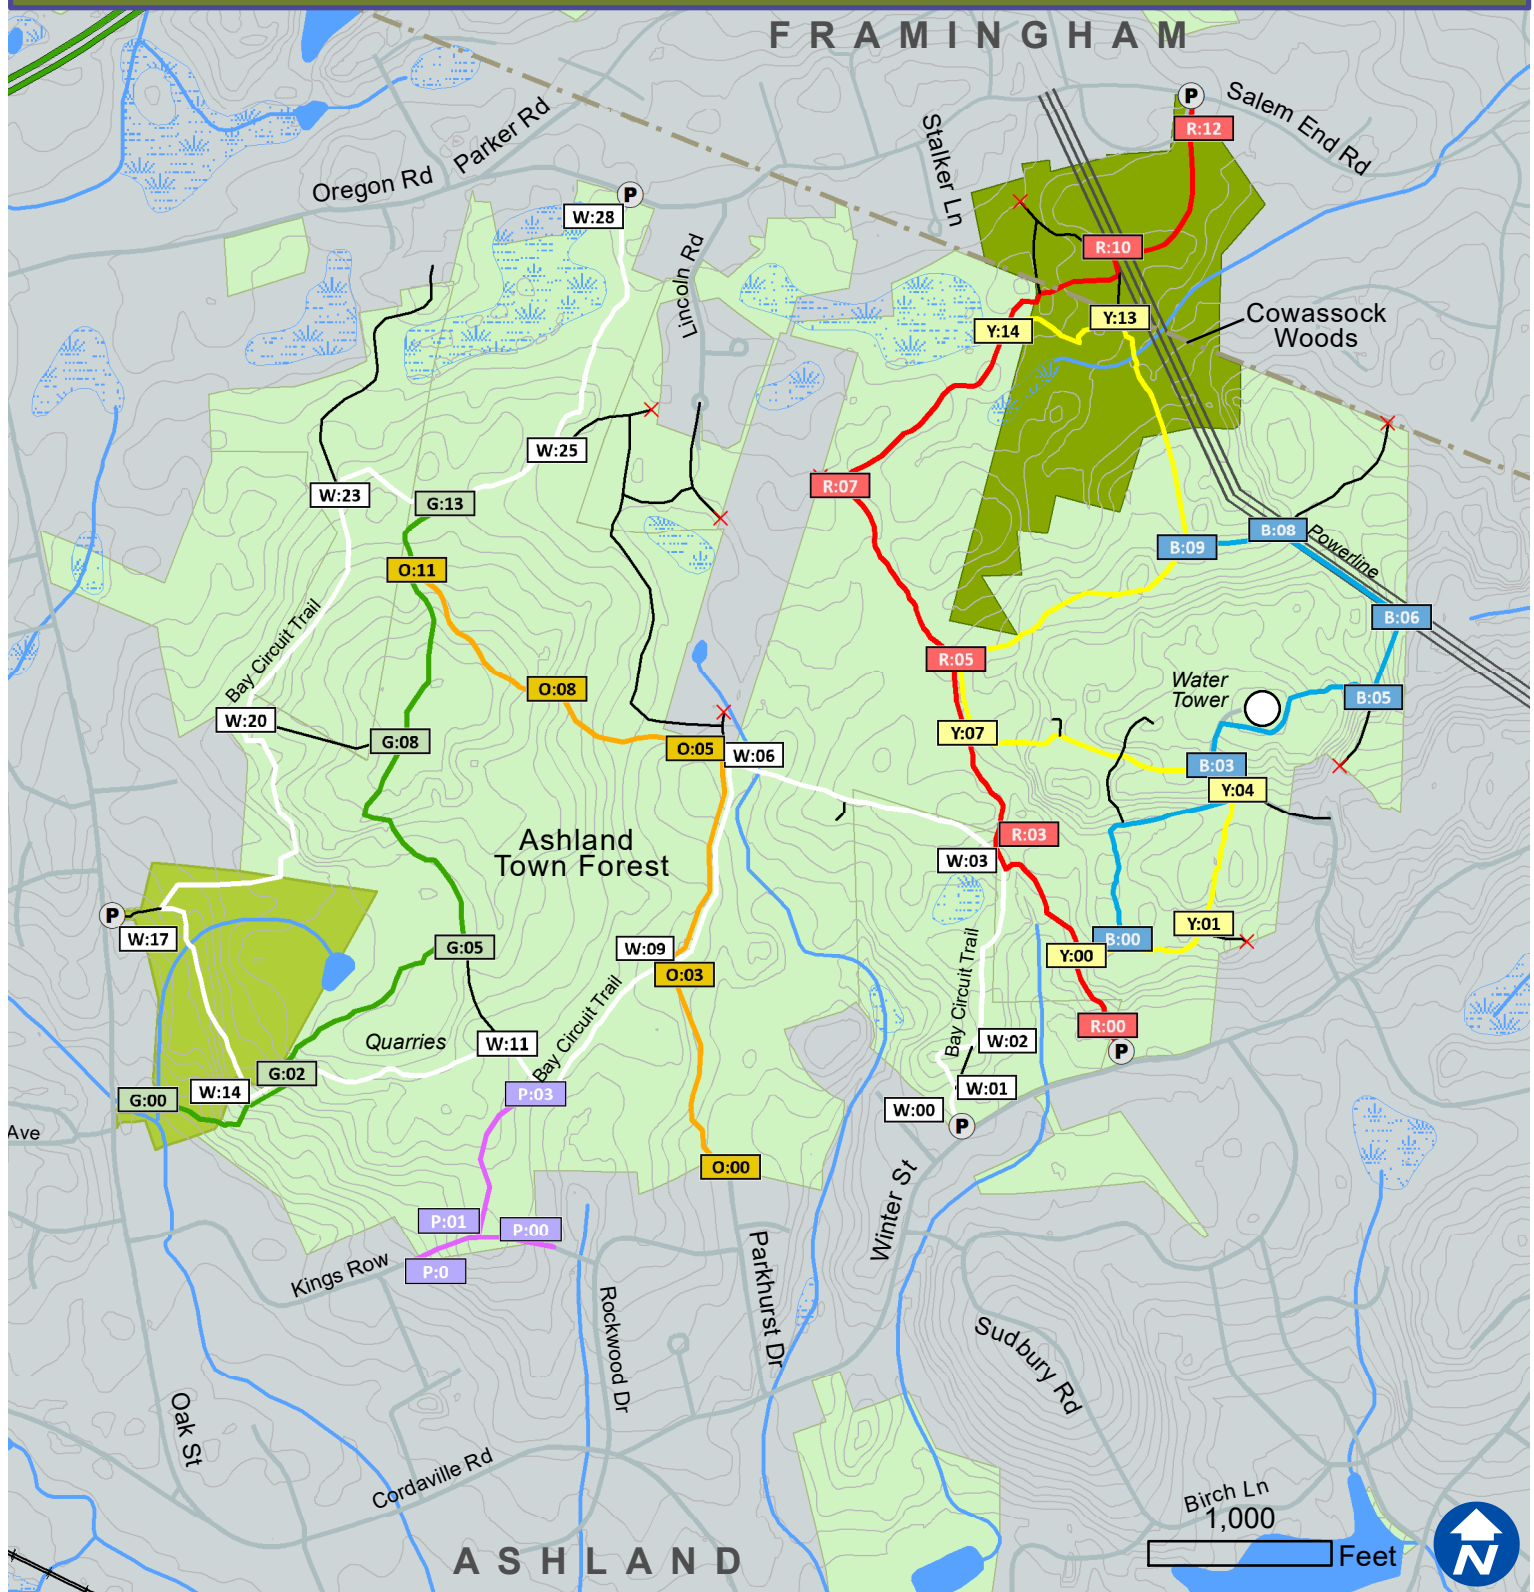 FRAMINGHAM
P
Salem End Rd
R:12
Parker Rd
Oregon Rd
Stalker Ln
P
W:28
R:10
Lincoln Rd
Cowassock
Woods
Y:13
Y:14
W:25
W:23
G:13
R:07
B:08
Powerline
B:09
O:11
B:06
Bay Circuit Trail
R:05
O:08
Water
Tower
B:05
W:20
G:08
O:05
W:06
Y:07
B:03
Y:04
Ashland
Town Forest
R:03
W:03
P
W:17
G:05
W:09
O:03
Y:01
B:00
Y:00
Bay Circuit Trail
Bay Circuit Trail
R:00
P
Quarries
W:11
W:02
G:02
W:14
G:00
P:03
W:01
W:00
P
Ave
O:00
P:01
P:00
P:0
Kings Row
Winter St
Parkhurst Dr
Rockwood Dr
Sudbury Rd
Oak St
Cordaville Rd
Birch Ln
1,000
Feet
N
ASHLAND